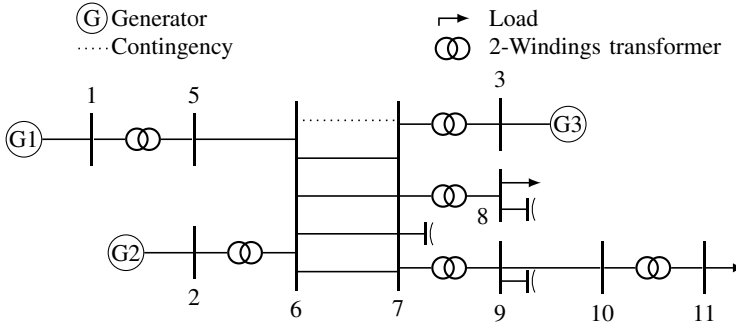 G Generator
Load
Contingency
2-Windings transformer
1
5
3
G1
G3
8
G2
2
6
7
9
10
11